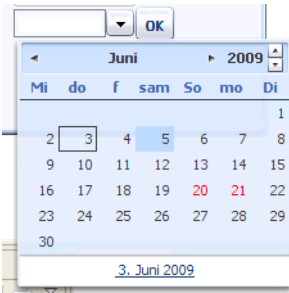 OK
Juni 2009
Mi do f sam So mo Di
1
2 3 4 5 6 7 8
9 10 11 12 13 14 15
16 17 18 19 20 21 22
23 24 25 26 27 28 29
30
3. Juni 2009